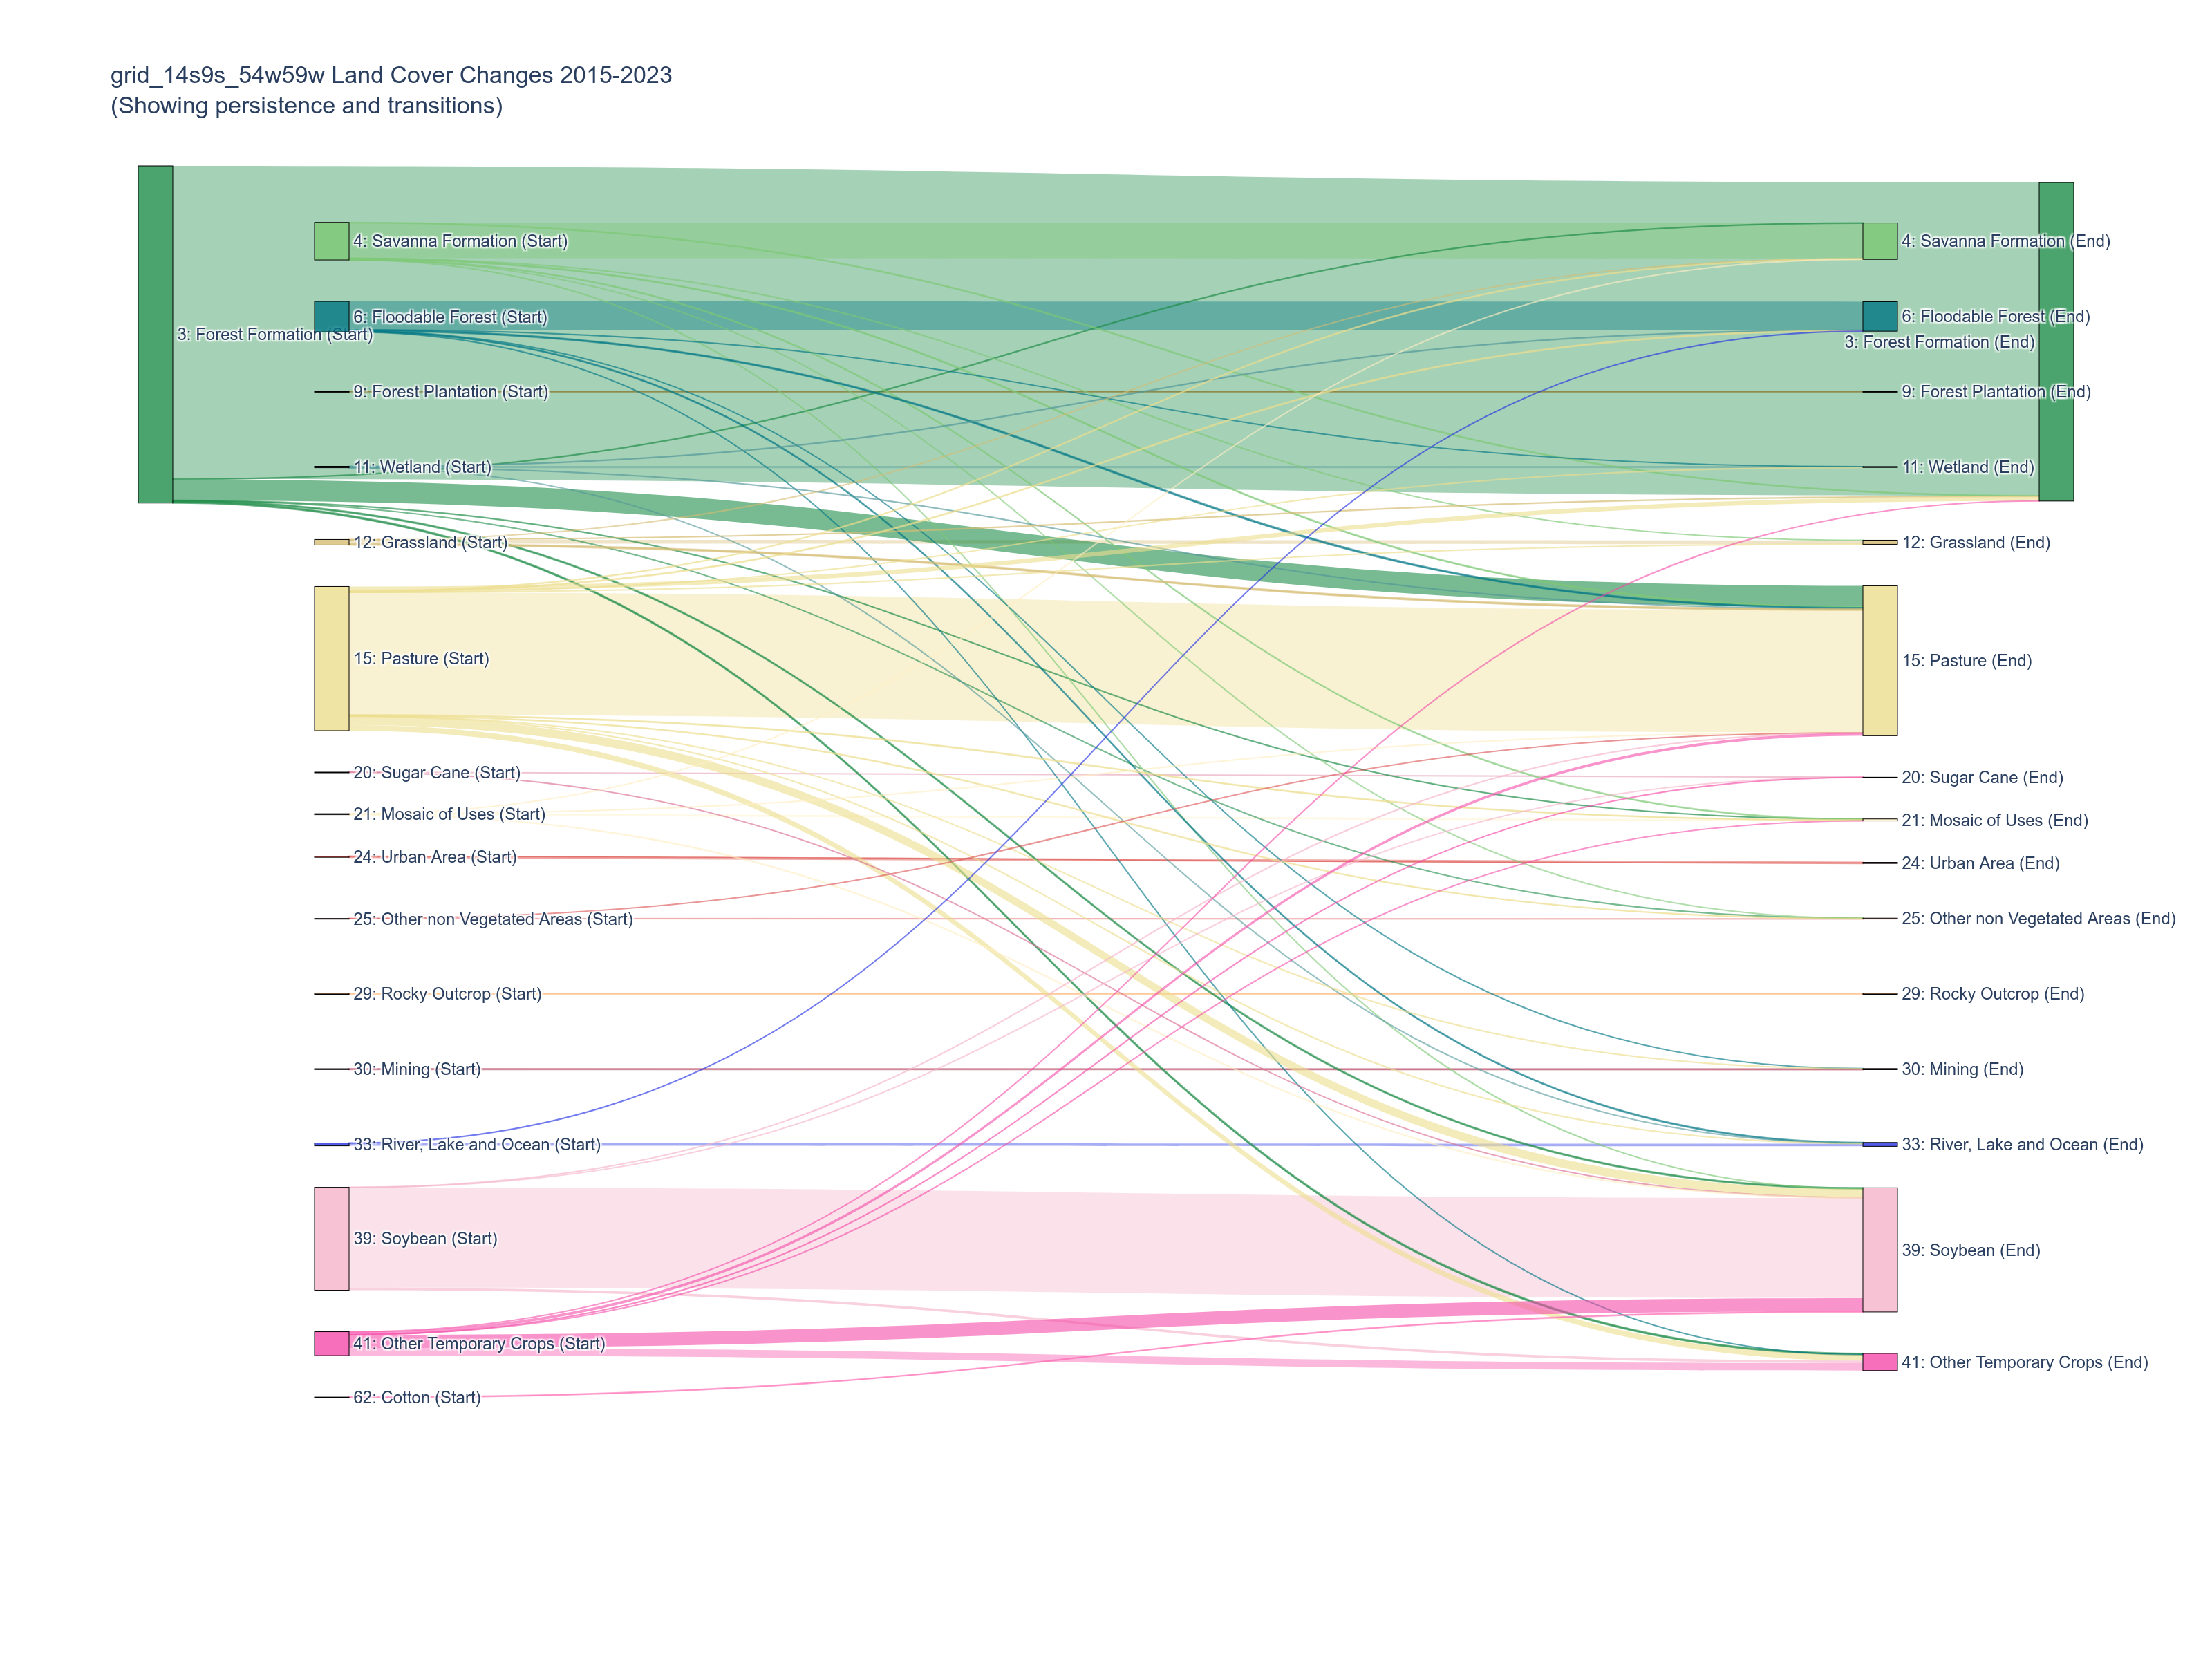 grid_14s9s_54w59w Land Cover Changes 2015-2023
(Showing persistence and transitions)
3: Forest Formation (Start)
4: Savanna Formation (Start)
6: Floodable Forest (Start)
9: Forest Plantation (Start)
11: Wetland (Start)
12: Grassland (Start)
15: Pasture (Start)
20: Sugar Cane (Start)
21: Mosaic of Uses (Start)
24: Urban Area (Start)
25: Other non Vegetated Areas (Start)
29: Rocky Outcrop (Start)
30: Mining (Start)
33: River, Lake and Ocean (Start)
39: Soybean (Start)
41: Other Temporary Crops (Start)
62: Cotton (Start)
4: Savanna Formation (End)
6: Floodable Forest (End)
3: Forest Formation (End)
9: Forest Plantation (End)
11: Wetland (End)
12: Grassland (End)
15: Pasture (End)
20: Sugar Cane (End)
21: Mosaic of Uses (End)
24: Urban Area (End)
25: Other non Vegetated Areas (End)
29: Rocky Outcrop (End)
30: Mining (End)
33: River, Lake and Ocean (End)
39: Soybean (End)
41: Other Temporary Crops (End)